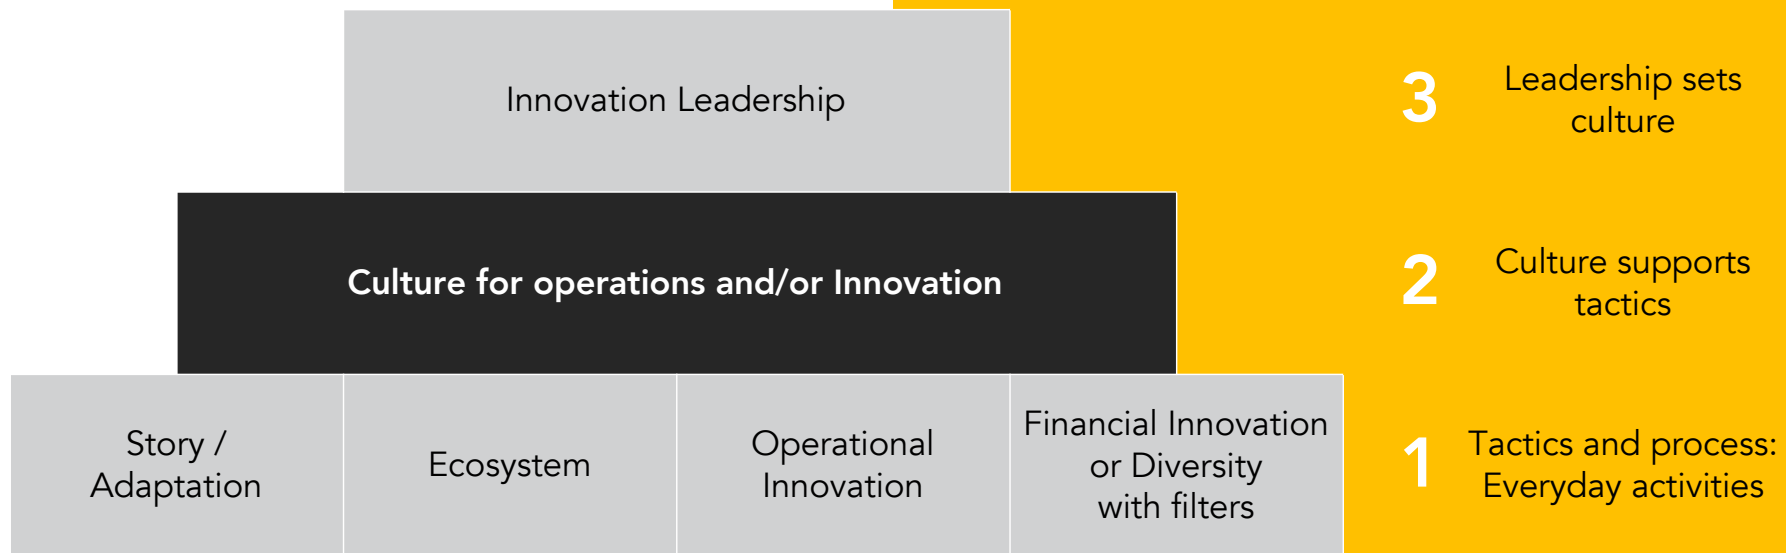 Innovation Leadership
3
Leadership sets
culture
Culture for operations and/or Innovation
2
Culture supports
tactics
Story /
Adaptation
Ecosystem
Operational
Innovation
Financial Innovation
or Diversity
with filters
1
Tactics and process:
Everyday activities